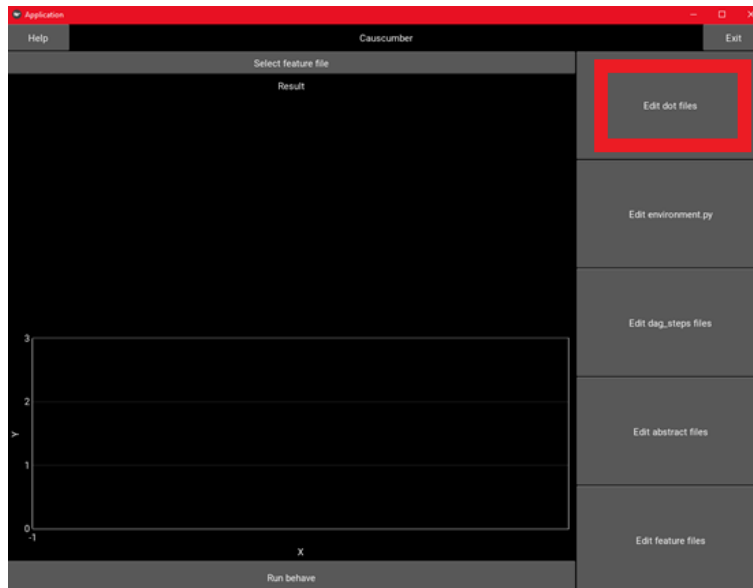 Application
Help
Causcumber
Exit
Select feature file
Result
Edit dot files
Edit environment.py
Edit dag_steps files
Edit abstract files
Edit feature files
3
2
Y
1
0
-1
X
Run behave